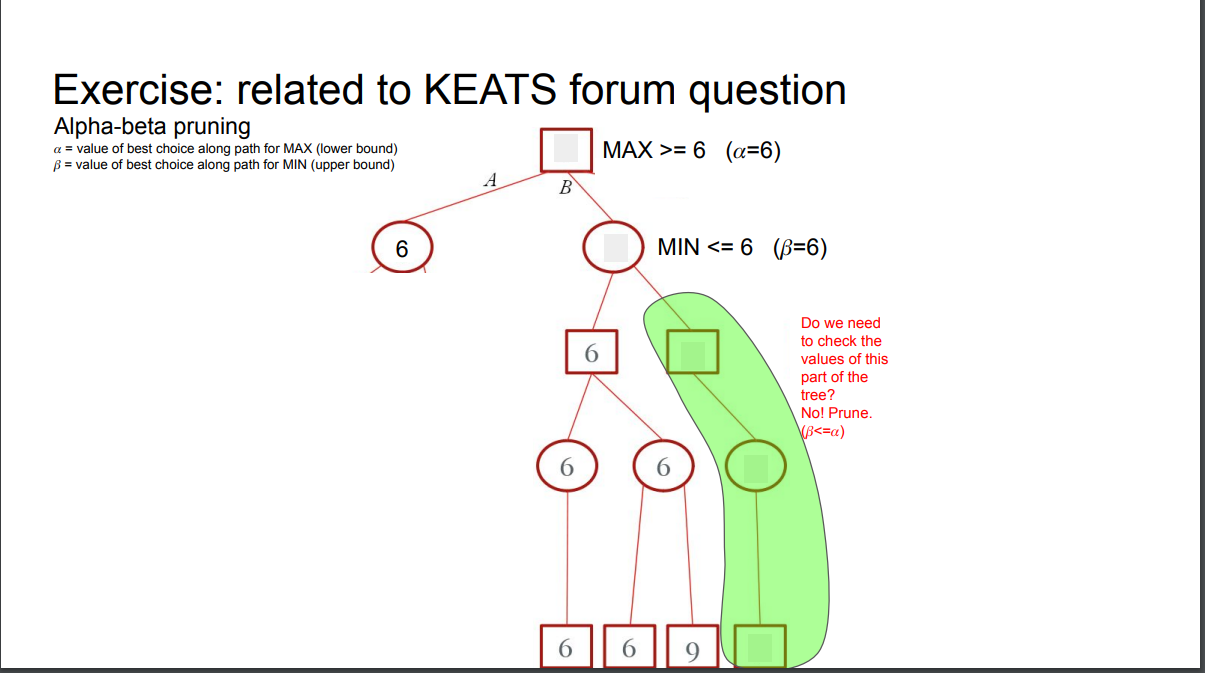 Exercise: related to KEATS forum question
Alpha-beta pruning
α = value of best choice along path for MAX (lower bound)
β = value of best choice along path for MIN (upper bound)
MAX >= 6 (α=6)
A
B
6
MIN <= 6 (β=6)
Do we need
to check the
values of this
part of the
tree?
No! Prune.
(β<=α)
6
6
6
6
6
9